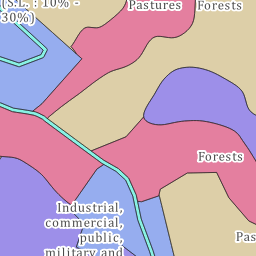 (S.L. : 10% -
30%)
Pastures
Forests
Forests
Industrial,
commercial,
public,
military and